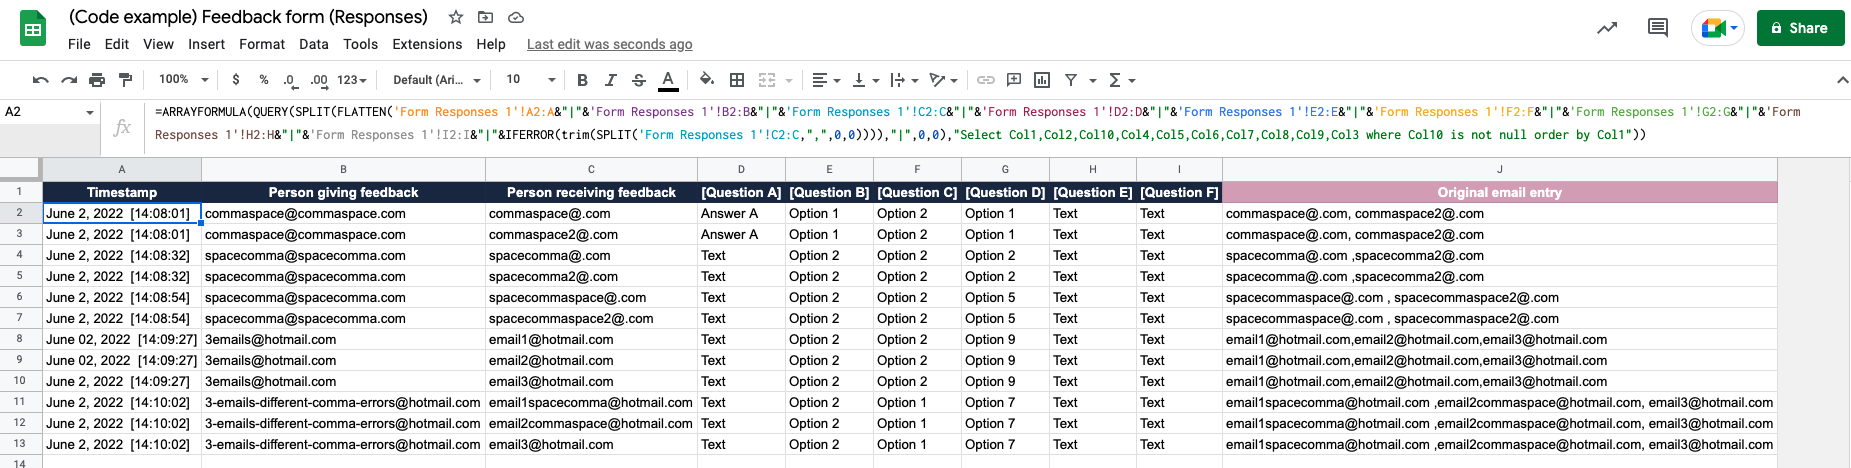 (Code example) Feedback form (Responses)
File Edit View Insert Format Data Tools Extensions Help Last edit was seconds ago
Share
100% $ % .0 .00 123 Default (Ari... 10 B I S A Σ
A2 fx =ARRAYFORMULA(QUERY(SPLIT(FLATTEN('Form Responses 1'!A2:A&"|"&'Form Responses 1'!B2:B&"|"&'Form Responses 1'!C2:C&"|"&'Form Responses 1'!D2:D&"|"&'Form Responses 1'!E2:E&"|"&'Form Responses 1'!F2:F&"|"&'Form Responses 1'!G2:G&"|"&'Form
Responses 1'!H2:H&"|"&'Form Responses 1'!I2:I&"|"&IFERROR(trim(SPLIT('Form Responses 1'!C2:C,",",0,0)))),"|",0,0),"Select Col1,Col2,Col10,Col4,Col5,Col6,Col7,Col8,Col9,Col3 where Col10 is not null order by Col1"))
A B C D E F G H I J
1 Timestamp Person giving feedback Person receiving feedback [Question A] [Question B] [Question C] [Question D] [Question E] [Question F] Original email entry
2 June 2, 2022 [14:08:01] commaspace@commaspace.com commaspace@.com Answer A Option 1 Option 2 Option 1 Text Text commaspace@.com, commaspace2@.com
3 June 2, 2022 [14:08:01] commaspace@commaspace.com commaspace2@.com Answer A Option 1 Option 2 Option 1 Text Text commaspace@.com, commaspace2@.com
4 June 2, 2022 [14:08:32] spacecomma@spacecomma.com spacecomma@.com Text Option 2 Option 2 Option 2 Text Text spacecomma@.com ,spacecomma2@.com
5 June 2, 2022 [14:08:32] spacecomma@spacecomma.com spacecomma2@.com Text Option 2 Option 2 Option 2 Text Text spacecomma@.com ,spacecomma2@.com
6 June 2, 2022 [14:08:54] spacecomma@spacecomma.com spacecommaspace@.com Text Option 2 Option 2 Option 5 Text Text spacecommaspace@.com , spacecommaspace2@.com
7 June 2, 2022 [14:08:54] spacecomma@spacecomma.com spacecommaspace2@.com Text Option 2 Option 2 Option 5 Text Text spacecommaspace@.com , spacecommaspace2@.com
8 June 02, 2022 [14:09:27] 3emails@hotmail.com email1@hotmail.com Text Option 2 Option 2 Option 9 Text Text email1@hotmail.com,email2@hotmail.com,email3@hotmail.com
9 June 02, 2022 [14:09:27] 3emails@hotmail.com email2@hotmail.com Text Option 2 Option 2 Option 9 Text Text email1@hotmail.com,email2@hotmail.com,email3@hotmail.com
10 June 2, 2022 [14:09:27] 3emails@hotmail.com email3@hotmail.com Text Option 2 Option 2 Option 9 Text Text email1@hotmail.com,email2@hotmail.com,email3@hotmail.com
11 June 2, 2022 [14:10:02] 3-emails-different-comma-errors@hotmail.com email1spacecomma@hotmail.com Text Option 2 Option 1 Option 7 Text Text email1spacecomma@hotmail.com ,email2commaspace@hotmail.com, email3@hotmail.com
12 June 2, 2022 [14:10:02] 3-emails-different-comma-errors@hotmail.com email2commaspace@hotmail.com Text Option 2 Option 1 Option 7 Text Text email1spacecomma@hotmail.com ,email2commaspace@hotmail.com, email3@hotmail.com
13 June 2, 2022 [14:10:02] 3-emails-different-comma-errors@hotmail.com email3@hotmail.com Text Option 2 Option 1 Option 7 Text Text email1spacecomma@hotmail.com ,email2commaspace@hotmail.com, email3@hotmail.com
14